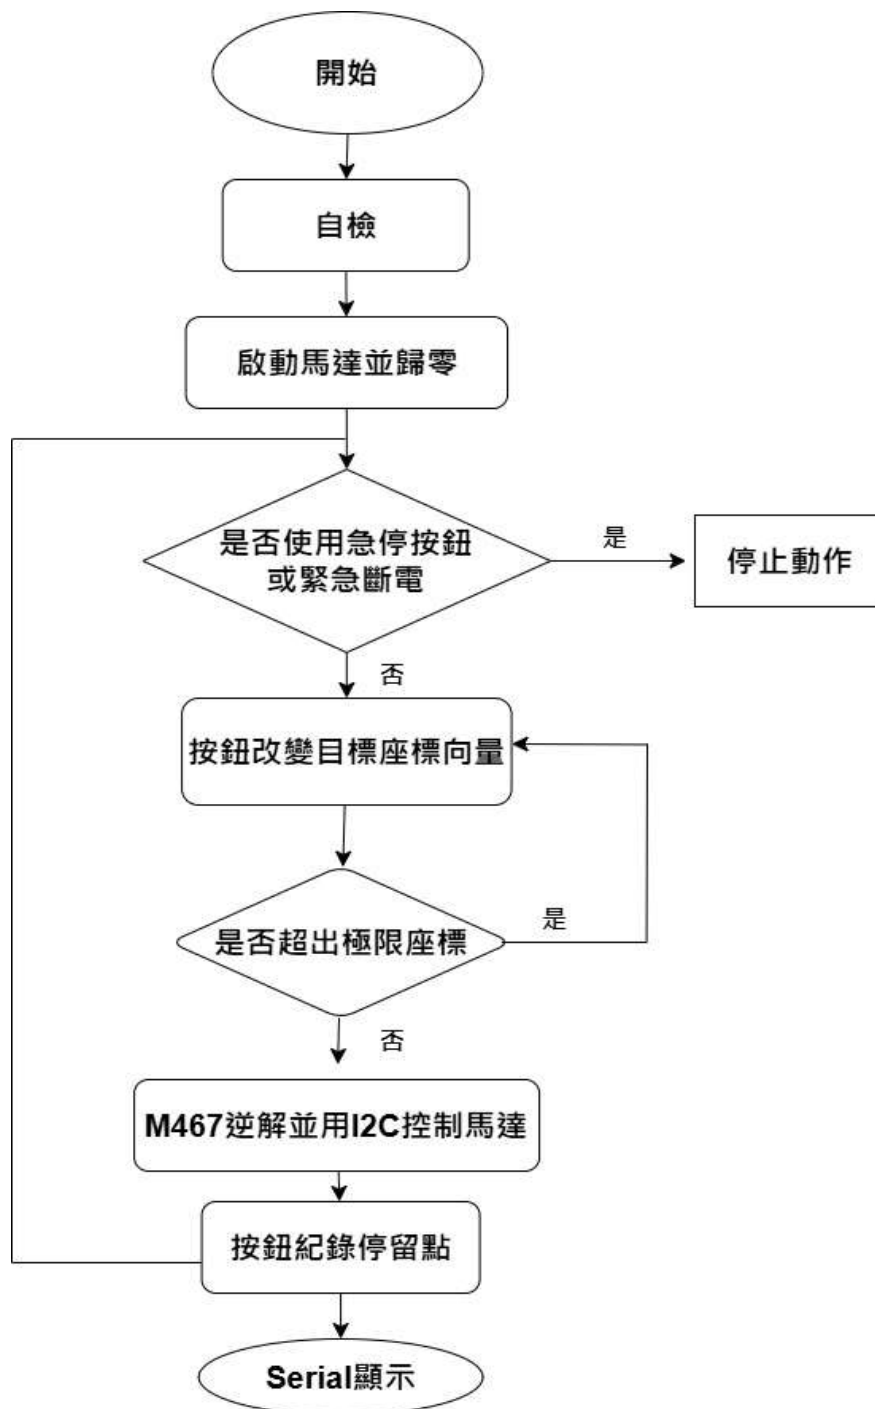 開始
自檢
啟動馬達並歸零
是否使用急停按鈕
或緊急斷電
是
停止動作
否
按鈕改變目標座標向量
是否超出極限座標
是
否
M467逆解並用I2C控制馬達
按鈕紀錄停留點
Serial顯示